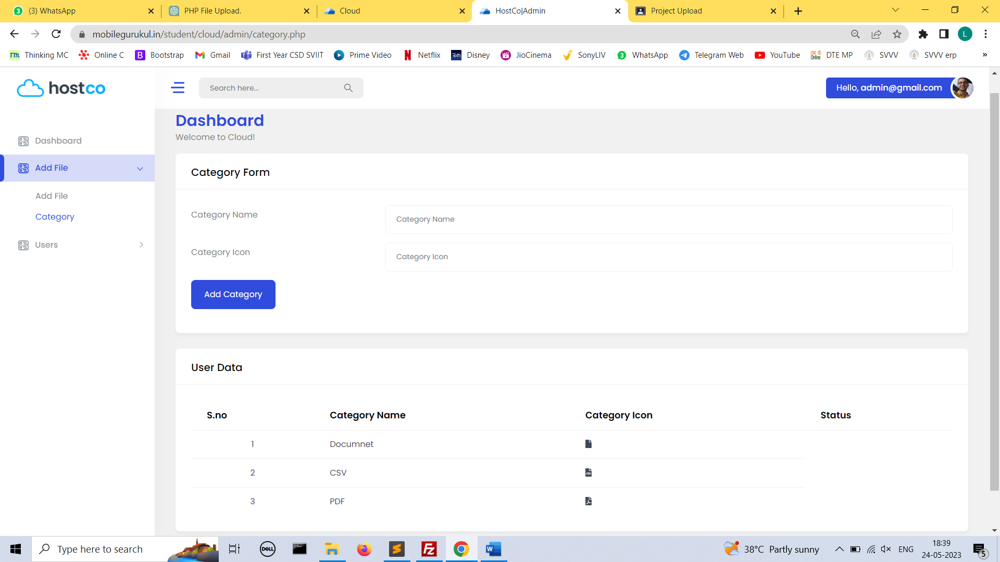 (3) WhatsApp
PHP File Upload.
Cloud
HostCo|Admin
Project Upload
mobilegurukul.in/student/cloud/admin/category.php
L
Thinking MC
Online C
Bootstrap
Gmail
First Year CSD SVIIT
Prime Video
Netflix
Disney
JioCinema
SonyLIV
WhatsApp
Telegram Web
YouTube
DTE MP
SVVV
SVVV erp
»
hostco
Search here...
Hello, admin@gmail.com
Dashboard
Welcome to Cloud!
Dashboard
Add File
Add File
Category
Users
Category Form
Category Name
Category Name
Category Icon
Category Icon
Add Category
User Data
S.no Category Name Category Icon Status
1 Documnet
2 CSV
3 PDF
Type here to search
DELL
38°C Partly sunny
ENG
18:39
24-05-2023
5